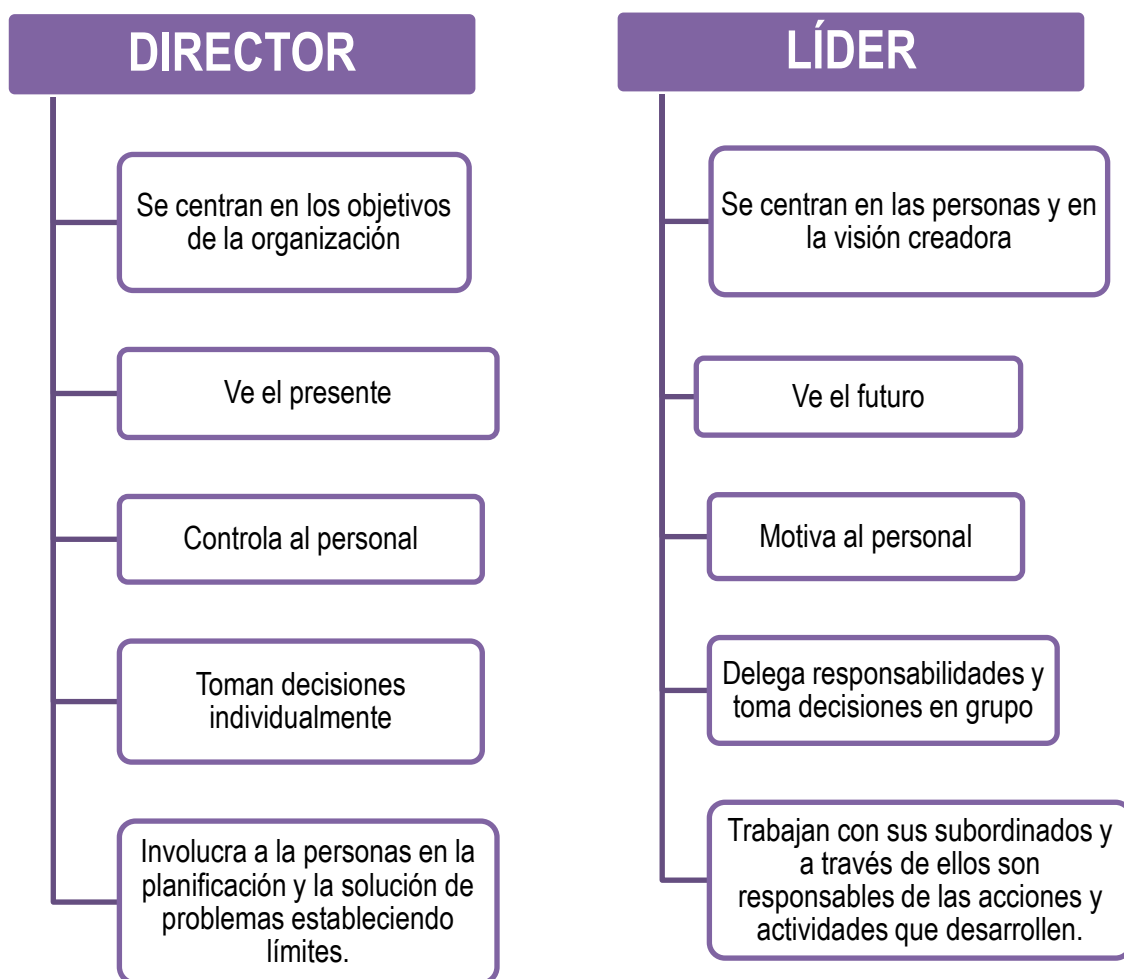 DIRECTOR
Se centran en los objetivos
de la organización
Ve el presente
Controla al personal
Toman decisiones
individualmente
Involucra a la personas en la
planificación y la solución de
problemas estableciendo
límites.
LÍDER
Se centran en las personas y en
la visión creadora
Ve el futuro
Motiva al personal
Delega responsabilidades y
toma decisiones en grupo
Trabajan con sus subordinados y
a través de ellos son
responsables de las acciones y
actividades que desarrollen.